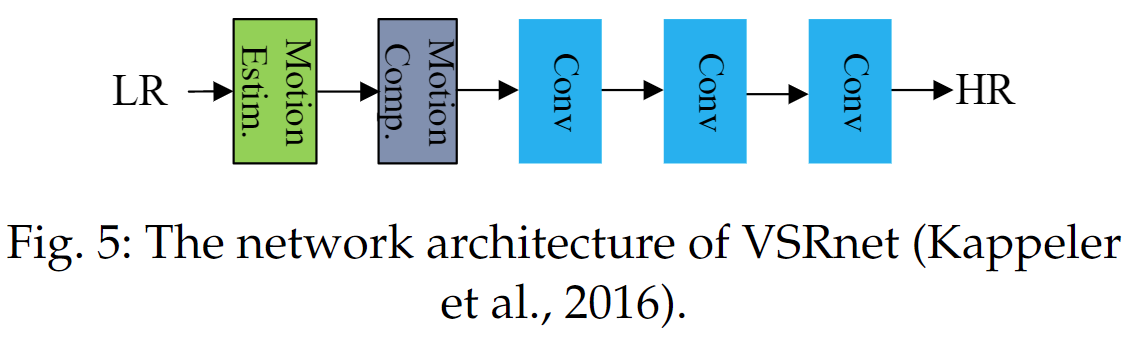 LR
Motion
Estim.
Motion
Comp.
Conv
Conv
Conv
HR
Fig. 5: The network architecture of VSRnet (Kappeler
et al., 2016).